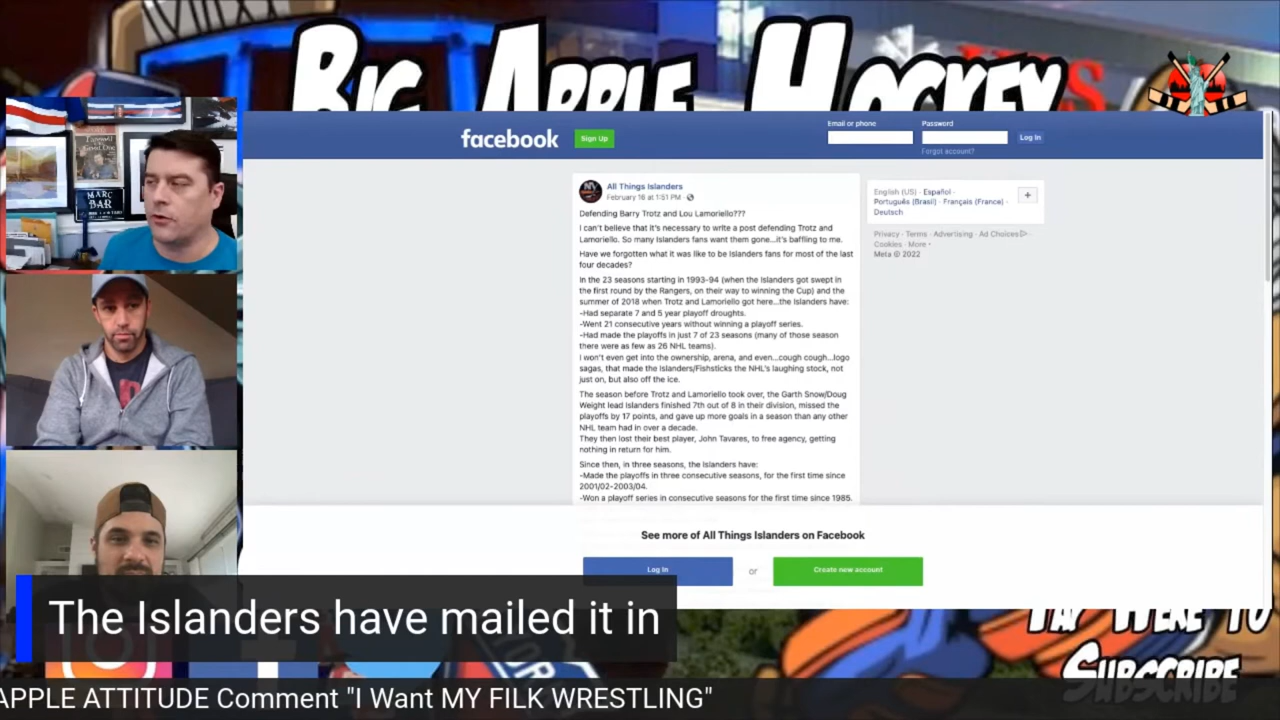 BIG APPLE HOCKEY
facebook
Sign Up
Email or phone
Password
Log In
Forgot account?
All Things Islanders
February 16 at 1:51 PM ·
Defending Barry Trotz and Lou Lamoriello???
I can't believe that it's necessary to write a post defending Trotz and
Lamoriello. So many Islanders fans want them gone...it's baffling to me.
Have we forgotten what it was like to be Islanders fans for most of the last
four decades?
In the 23 seasons starting in 1993-94 (when the Islanders got swept in
the first round by the Rangers, on their way to winning the Cup) and the
summer of 2018 when Trotz and Lamoriello got here...the Islanders have:
-Had separate 7 and 5 year playoff droughts.
-Went 21 consecutive years without winning a playoff series.
-Had made the playoffs in just 7 of 23 seasons (many of those season
there were as few as 26 NHL teams).
I won't even get into the ownership, arena, and even...cough cough...logo
sagas, that made the Islanders/Fishsticks the NHL's laughing stock, not
just on, but also off the ice.
The season before Trotz and Lamoriello took over, the Garth Snow/Doug
Weight lead Islanders finished 7th out of 8 in their division, missed the
playoffs by 17 points, and gave up more goals in a season than any other
NHL team had in over a decade.
They then lost their best player, John Tavares, to free agency, getting
nothing in return for him.
Since then, in three seasons, the Islanders have:
-Made the playoffs in three consecutive seasons, for the first time since
2001/02-2003/04.
-Won a playoff series in consecutive seasons for the first time since 1985.
English (US) · Español ·
Português (Brasil) · Français (France) ·
Deutsch
+
Privacy · Terms · Advertising · Ad Choices ·
Cookies · More ·
Meta © 2022
See more of All Things Islanders on Facebook
Log In
or
Create new account
MARC
BAR
The Islanders have mailed it in
TAP HERE TO
SUBSCRIBE
APPLE ATTITUDE Comment "I Want MY FILK WRESTLING"